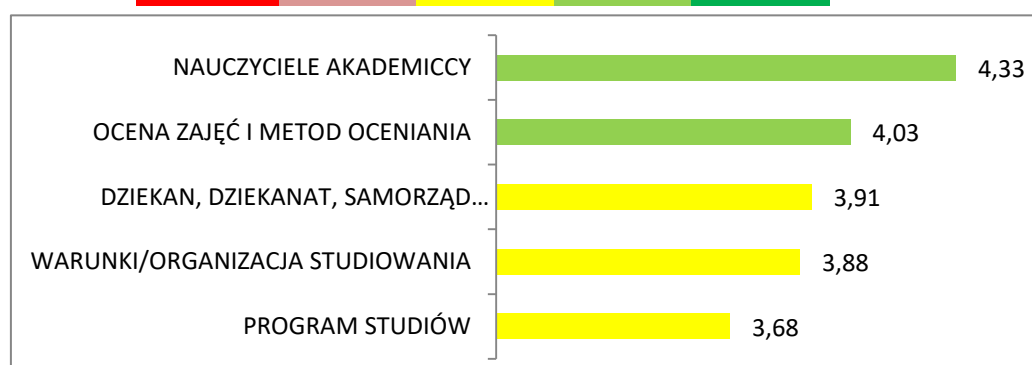 NAUCZYCIELE AKADEMICCY 4,33
OCENA ZAJĘĆ I METOD OCENIANIA 4,03
DZIEKAN, DZIEKANAT, SAMORZĄD... 3,91
WARUNKI/ORGANIZACJA STUDIOWANIA 3,88
PROGRAM STUDIÓW 3,68